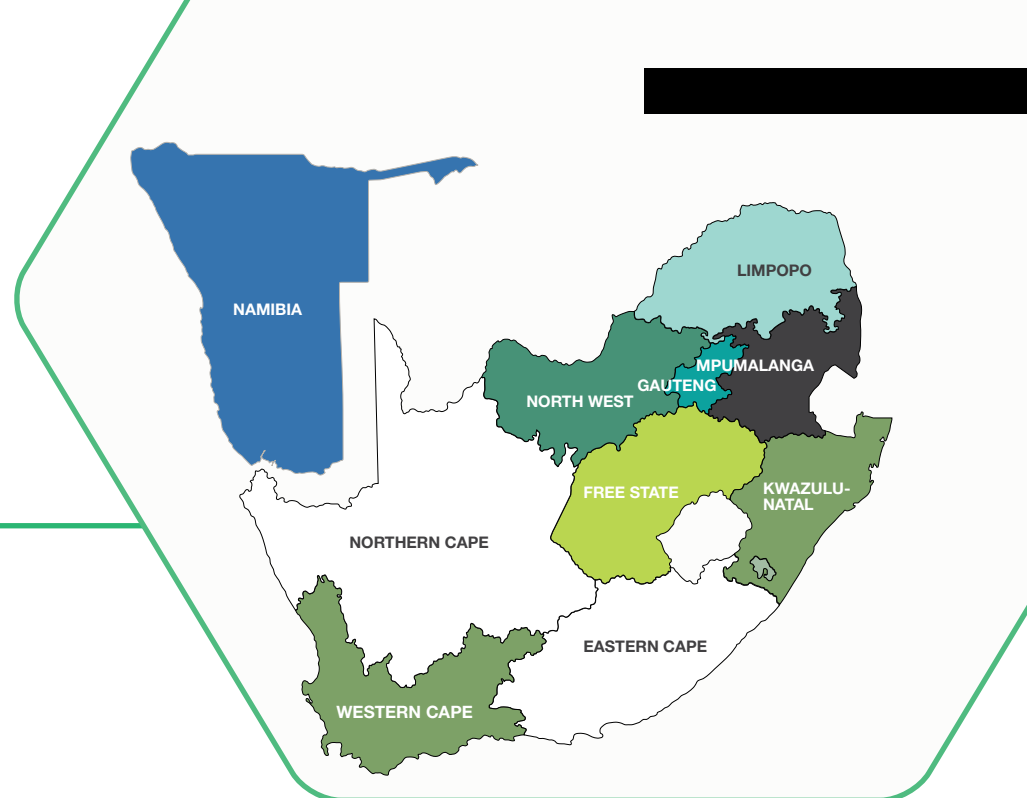 LIMPOPO
NAMIBIA
MPUMALANGA
GAUTENG
NORTH WEST
FREE STATE
KWAZULU-
NATAL
NORTHERN CAPE
EASTERN CAPE
WESTERN CAPE